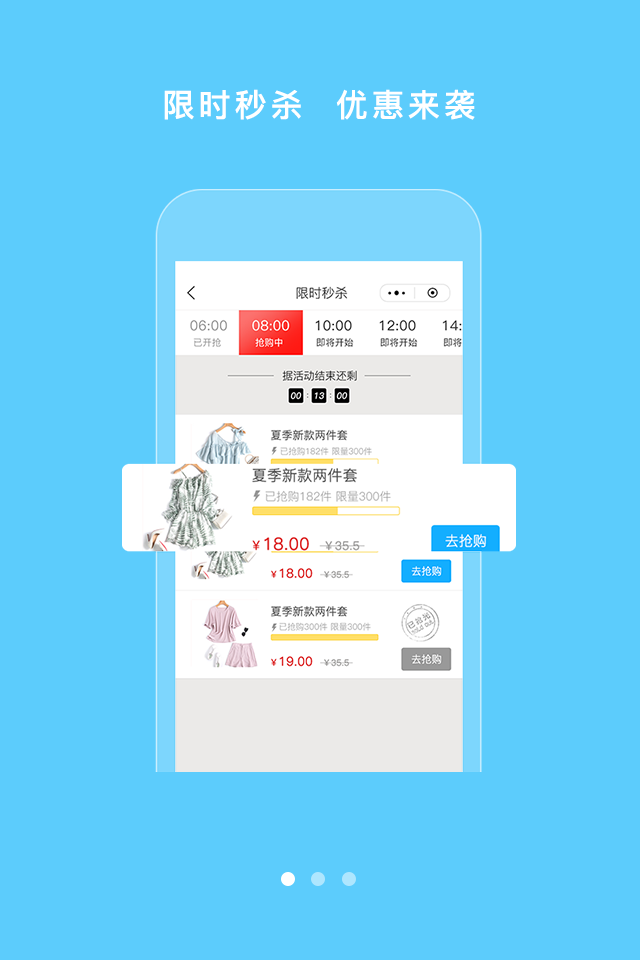 限时秒杀 优惠来袭
限时秒杀
06:00 08:00 10:00 12:00 14:
已开抢 抢购中 即将开始 即将开始 即将
据活动结束还剩
00 : 13 : 00
夏季新款两件套
已抢购182件 限量300件
夏季新款两件套
已抢购182件 限量300件
¥18.00 ¥35.5 去抢购
¥18.00 ¥35.5 去抢购
夏季新款两件套
已抢购300件 限量300件
已抢光
¥19.00 ¥35.5 去抢购